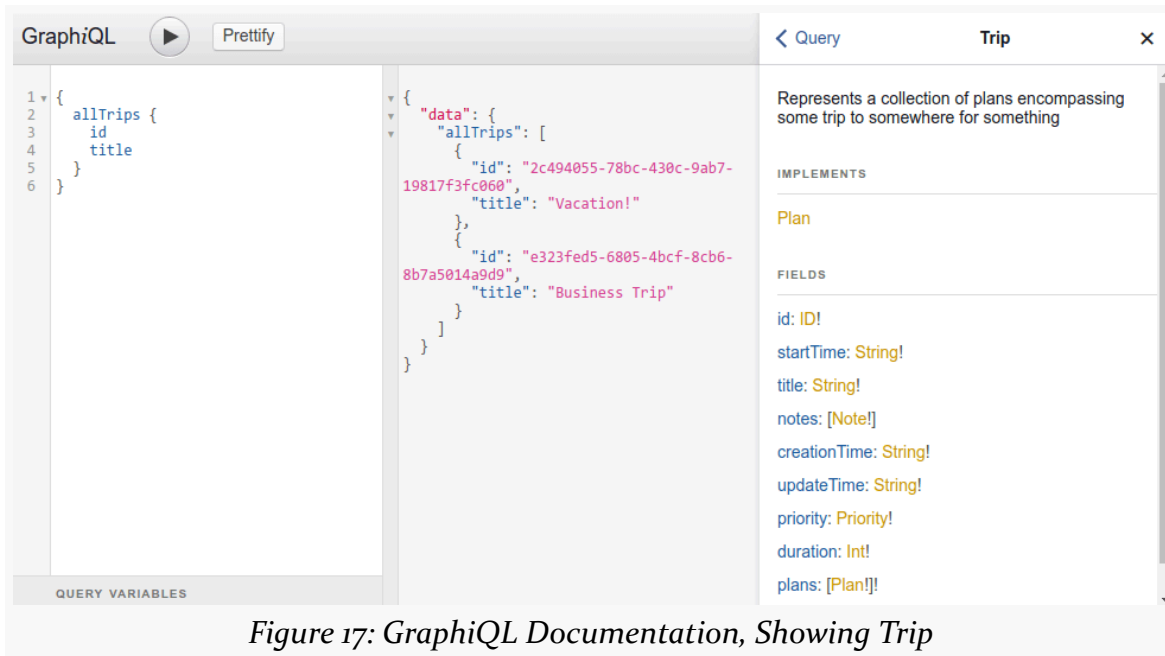 GraphiQL
Prettify
1 {
2 allTrips {
3 id
4 title
5 }
6 }
QUERY VARIABLES
{
"data": {
"allTrips": [
{
"id": "2c494055-78bc-430c-9ab7-
19817f3fc060",
"title": "Vacation!"
},
{
"id": "e323fed5-6805-4bcf-8cb6-
8b7a5014a9d9",
"title": "Business Trip"
}
]
}
}
Query
Trip
×
Represents a collection of plans encompassing
some trip to somewhere for something
IMPLEMENTS
Plan
FIELDS
id: ID!
startTime: String!
title: String!
notes: [Note!]
creationTime: String!
updateTime: String!
priority: Priority!
duration: Int!
plans: [Plan!]!
Figure 17: GraphiQL Documentation, Showing Trip